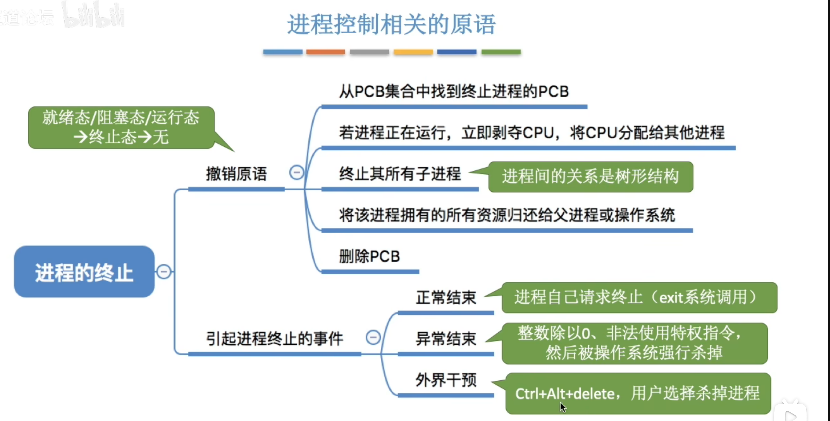 进程控制相关的原语
就绪态/阻塞态/运行态
→终止态→无
撤销原语
从PCB集合中找到终止进程的PCB
若进程正在运行，立即剥夺CPU，将CPU分配给其他进程
终止其所有子进程
进程间的关系是树形结构
将该进程拥有的所有资源归还给父进程或操作系统
删除PCB
进程的终止
引起进程终止的事件
正常结束
进程自己请求终止（exit系统调用）
异常结束
整数除以0、非法使用特权指令，
然后被操作系统强行杀掉
外界干预
Ctrl+Alt+delete，用户选择杀掉进程